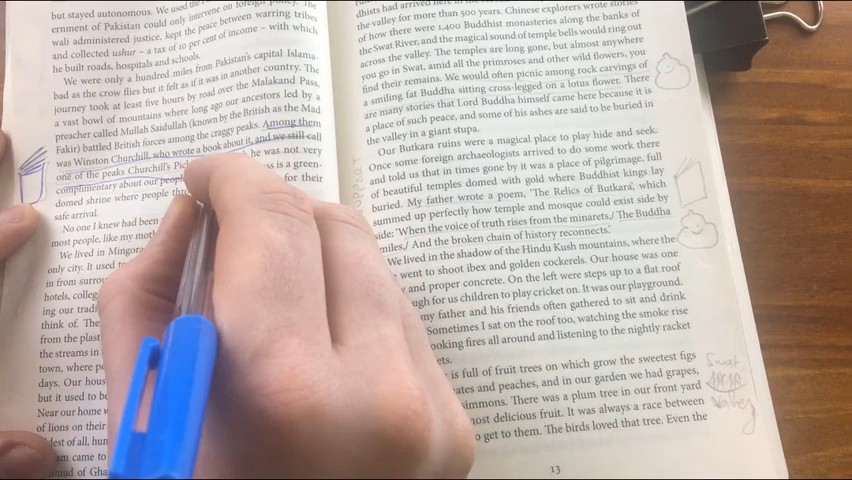 but stayed autonomous. We used the
ernment of Pakistan could only intervene on foreign policy. The
wali administered justice, kept the peace between warring tribes
and collected ushur – a tax of 10 per cent of income – with which
he built roads, hospitals and schools.
We were only a hundred miles from Pakistan's capital Islama-
bad as the crow flies but it felt as if it was another country. The
journey took at least five hours by road over the Malakand Pass,
a vast bowl of mountains where long ago our ancestors led by a
preacher called Mullah Saidullah (known by the British as the Mad
Fakir) battled British forces among the craggy peaks. Among them
was Winston Churchill, who wrote a book about it, and we still call
one of the peaks Churchill's he was not very
complimentary about our is a green-
domed shrine where people for their
safe arrival.
No one I knew had been
most people, like my
We lived in
only city. It used
in from
hotels,
ing our
think of. The
from the
the streams in
town, where
days. Our
but it used to
Near our home
of lions on their
dest of all,
am came to
mud of
dhists had arrived here in
the valley for more than 500 years. Chinese explorers wrote stories
of how there were 1,400 Buddhist monasteries along the banks of
the Swat River, and the magical sound of temple bells would ring out
across the valley. The temples are long gone, but almost anywhere
you go in Swat, amid all the primroses and other wild flowers, you
find their remains. We would often picnic among rock carvings of
a smiling fat Buddha sitting cross-legged on a lotus flower. There
are many stories that Lord Buddha himself came here because it is
a place of such peace, and some of his ashes are said to be buried in
the valley in a giant stupa.
Our Butkara ruins were a magical place to play hide and seek.
Once some foreign archaeologists arrived to do some work there
and told us that in times gone by it was a place of pilgrimage, full
of beautiful temples domed with gold where Buddhist kings lay
buried. My father wrote a poem, 'The Relics of Butkara', which
summed up perfectly how temple and mosque could exist side by
side: 'When the voice of truth rises from the minarets,/ The Buddha
smiles,/ And the broken chain of history reconnects.'
We lived in the shadow of the Hindu Kush mountains, where the
went to shoot ibex and golden cockerels. Our house was one
y and proper concrete. On the left were steps up to a flat roof
ugh for us children to play cricket on. It was our playground.
my father and his friends often gathered to sit and drink
Sometimes I sat on the roof too, watching the smoke rise
ooking fires all around and listening to the nightly racket
ets.
is full of fruit trees on which grow the sweetest figs
ates and peaches, and in our garden we had grapes,
simmons. There was a plum tree in our front yard
most delicious fruit. It was always a race between
o get to them. The birds loved that tree. Even the
Swat
Valley
13